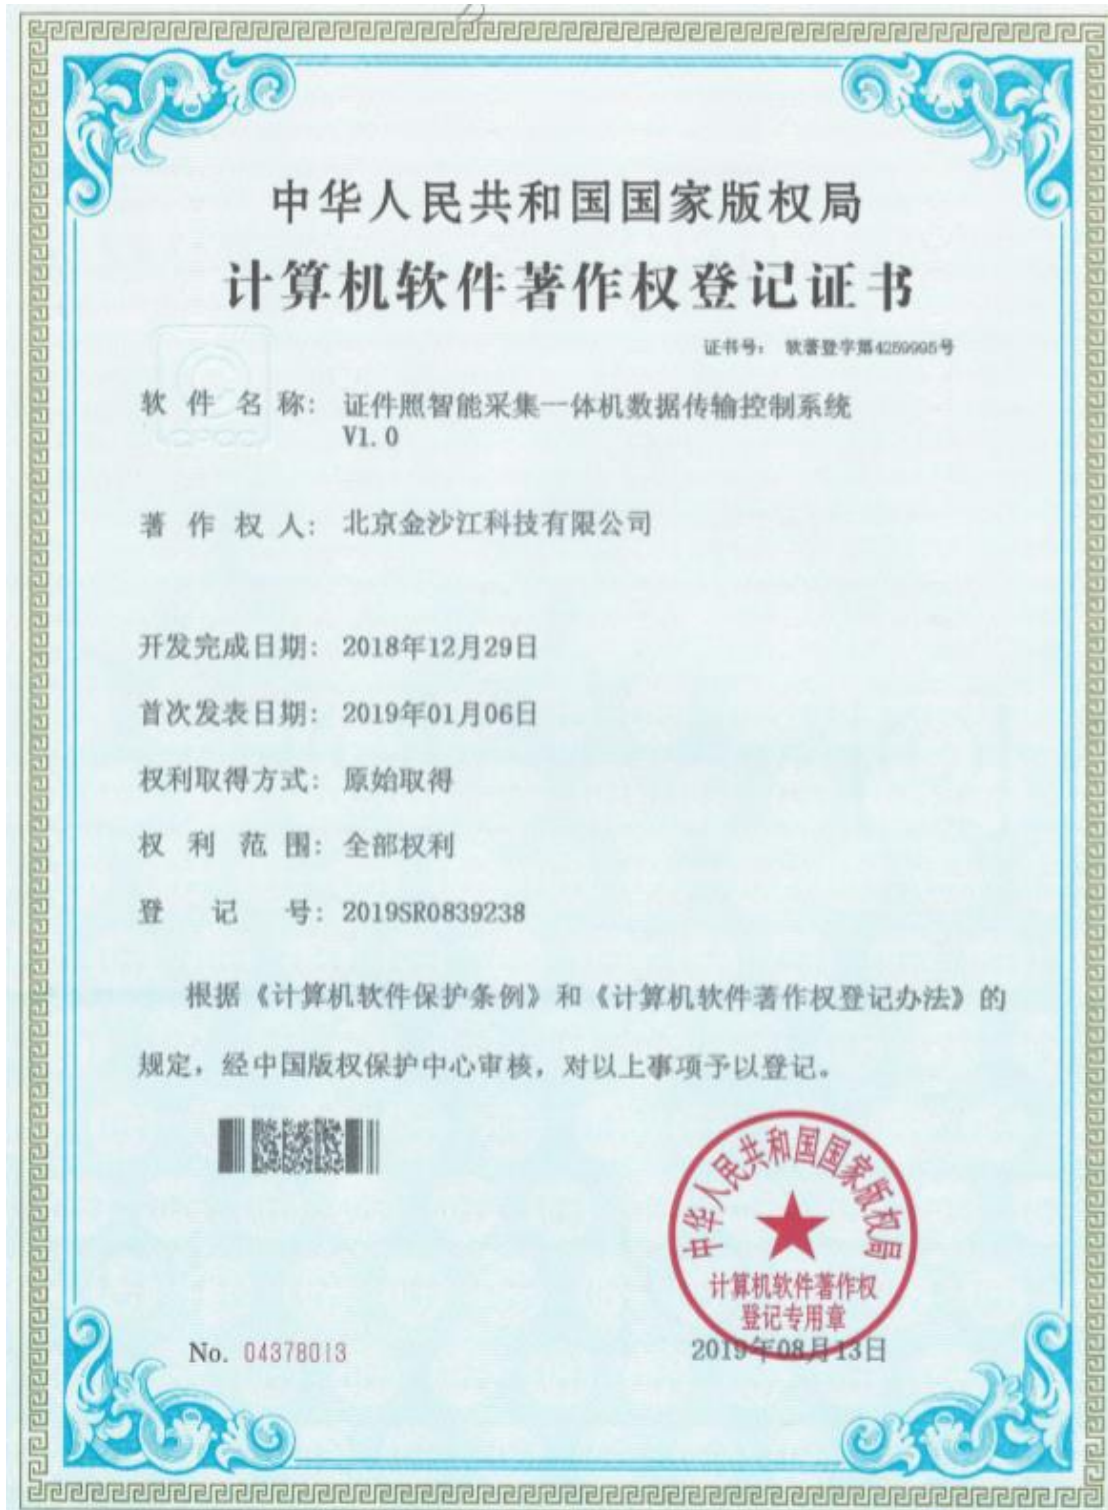 中华人民共和国国家版权局
计算机软件著作权登记证书
证书号： 软著登字第4259995号
软件名称： 证件照智能采集一体机数据传输控制系统
V1.0
著作权人： 北京金沙江科技有限公司
开发完成日期： 2018年12月29日
首次发表日期： 2019年01月06日
权利取得方式： 原始取得
权利范围： 全部权利
登记号： 2019SR0839238
根据《计算机软件保护条例》和《计算机软件著作权登记办法》的
规定，经中国版权保护中心审核，对以上事项予以登记。
中华人民共和国国家版权局
计算机软件著作权
登记专用章
No. 04378013
2019年08月13日